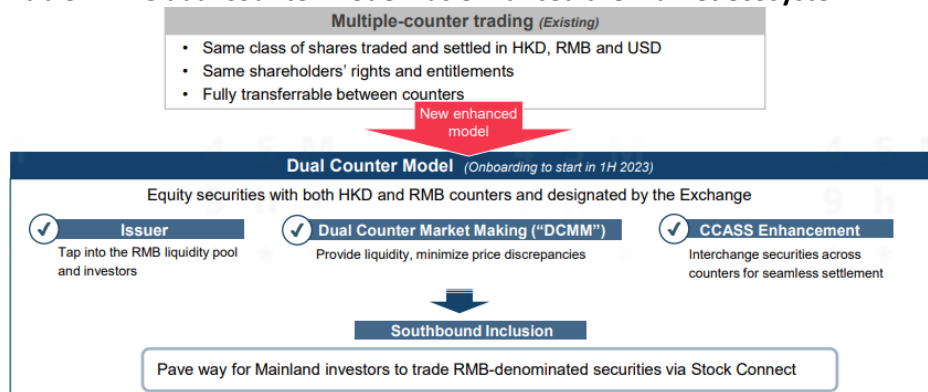 Multiple-counter trading (Existing)
• Same class of shares traded and settled in HKD, RMB and USD
• Same shareholders' rights and entitlements
• Fully transferrable between counters
New enhanced
model
Dual Counter Model (Onboarding to start in 1H 2023)
Equity securities with both HKD and RMB counters and designated by the Exchange
Issuer
Tap into the RMB liquidity pool
and investors
Dual Counter Market Making ("DCMM")
Provide liquidity, minimize price discrepancies
CCASS Enhancement
Interchange securities across
counters for seamless settlement
Southbound Inclusion
Pave way for Mainland investors to trade RMB-denominated securities via Stock Connect